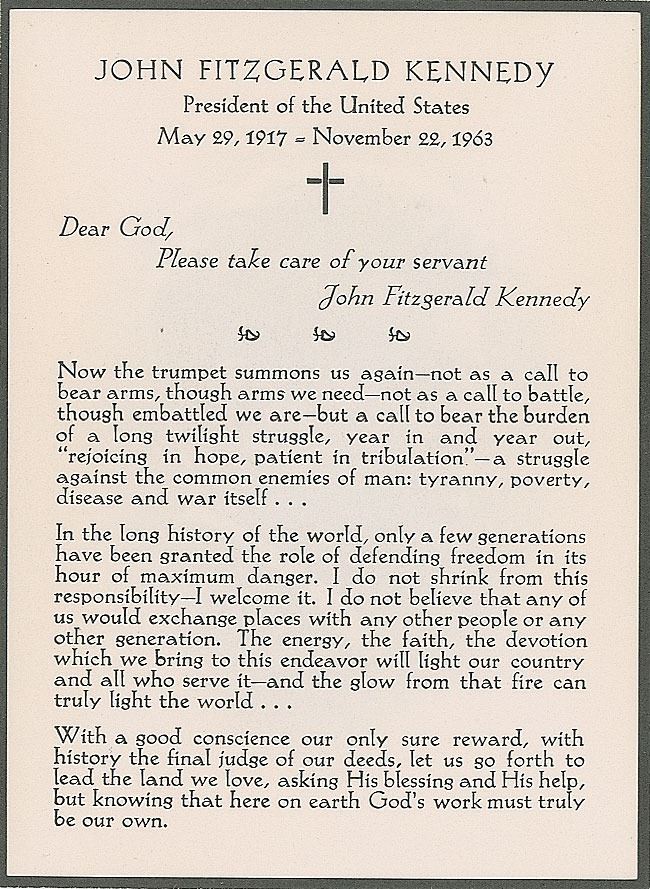 JOHN FITZGERALD KENNEDY
President of the United States
May 29, 1917 = November 22, 1963
Dear God,
Please take care of your servant
John Fitzgerald Kennedy
Now the trumpet summons us again—not as a call to
bear arms, though arms we need—not as a call to battle,
though embattled we are—but a call to bear the burden
of a long twilight struggle, year in and year out,
“rejoicing in hope, patient in tribulation”—a struggle
against the common enemies of man: tyranny, poverty,
disease and war itself . . .
In the long history of the world, only a few generations
have been granted the role of defending freedom in its
hour of maximum danger. I do not shrink from this
responsibility—I welcome it. I do not believe that any of
us would exchange places with any other people or any
other generation. The energy, the faith, the devotion
which we bring to this endeavor will light our country
and all who serve it—and the glow from that fire can
truly light the world . . .
With a good conscience our only sure reward, with
history the final judge of our deeds, let us go forth to
lead the land we love, asking His blessing and His help,
but knowing that here on earth God's work must truly
be our own.